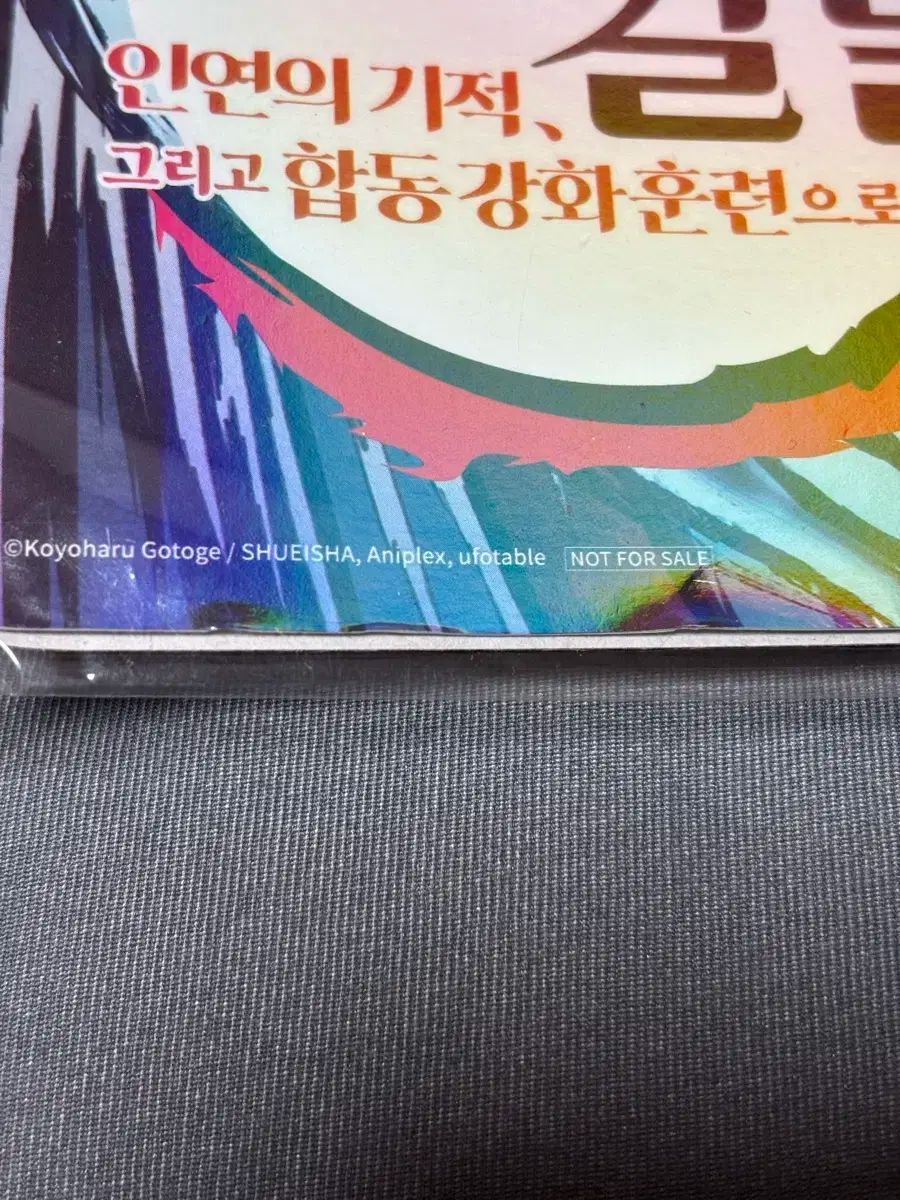 인연의 기적,
그리고 합동 강화 훈련으로
©Koyoharu Gotoge / SHUEISHA, Aniplex, ufotable NOT FOR SALE